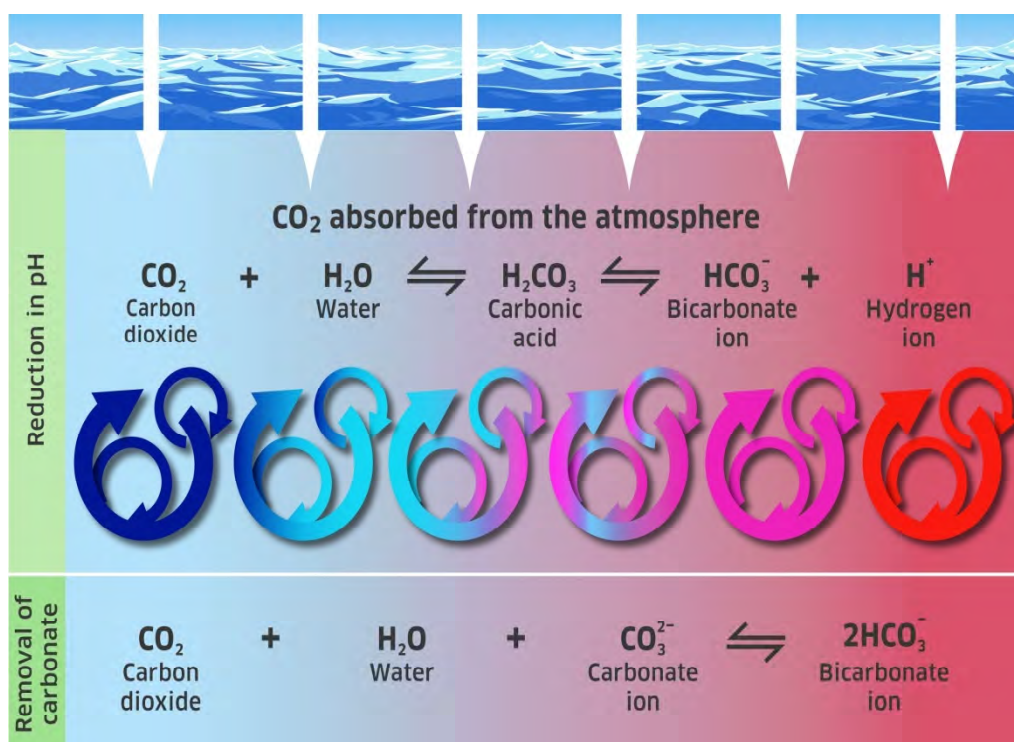 CO₂ absorbed from the atmosphere
Reduction in pH
CO₂ + H₂O ⇌ H₂CO₃ ⇌ HCO₃⁻ + H⁺
Carbon dioxide Water Carbonic acid Bicarbonate ion Hydrogen ion
Removal of carbonate
CO₂ + H₂O + CO₃²⁻ ⇌ 2HCO₃⁻
Carbon dioxide Water Carbonate ion Bicarbonate ion